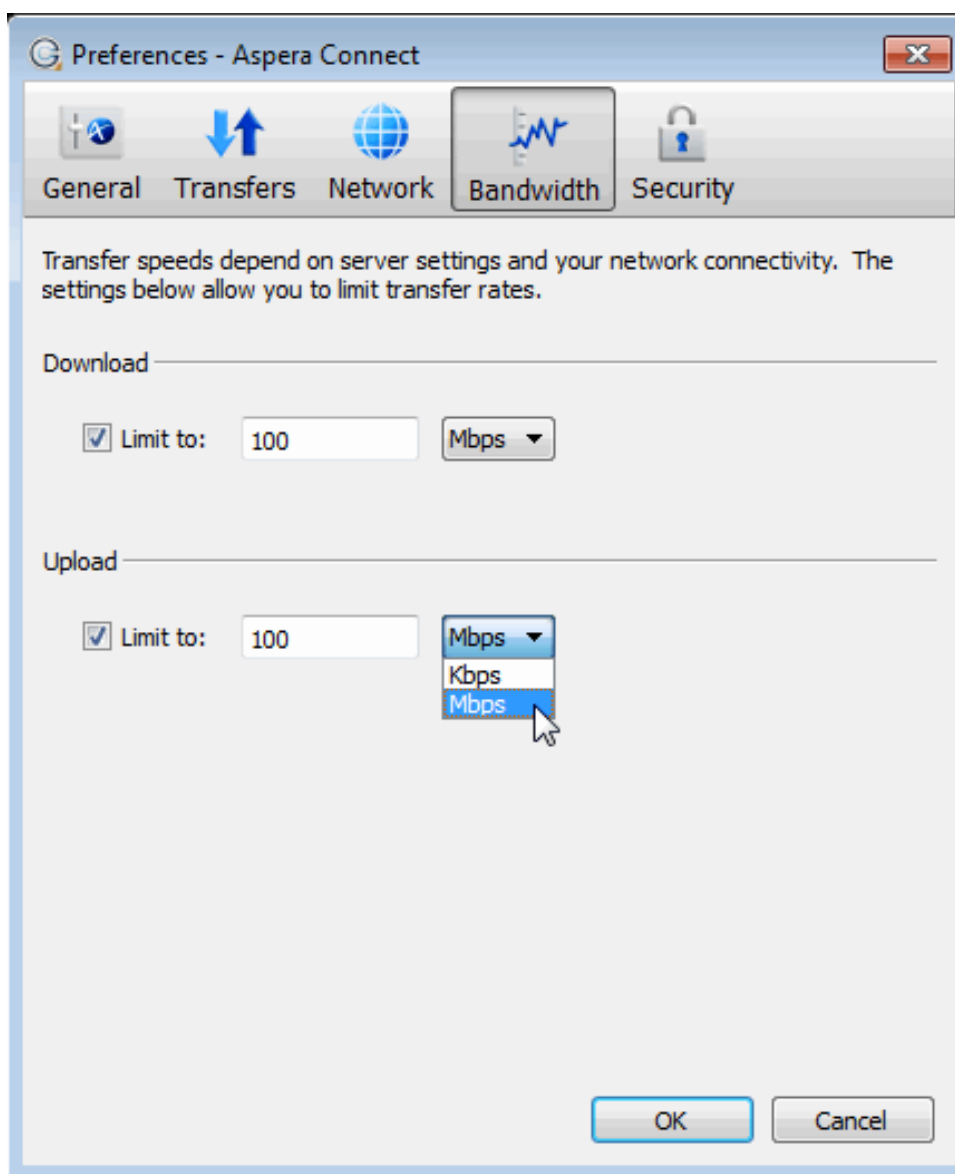 Preferences - Aspera Connect
General Transfers Network Bandwidth Security
Transfer speeds depend on server settings and your network connectivity. The
settings below allow you to limit transfer rates.
Download
Limit to: 100 Mbps
Upload
Limit to: 100 Mbps
Kbps
Mbps
OK Cancel